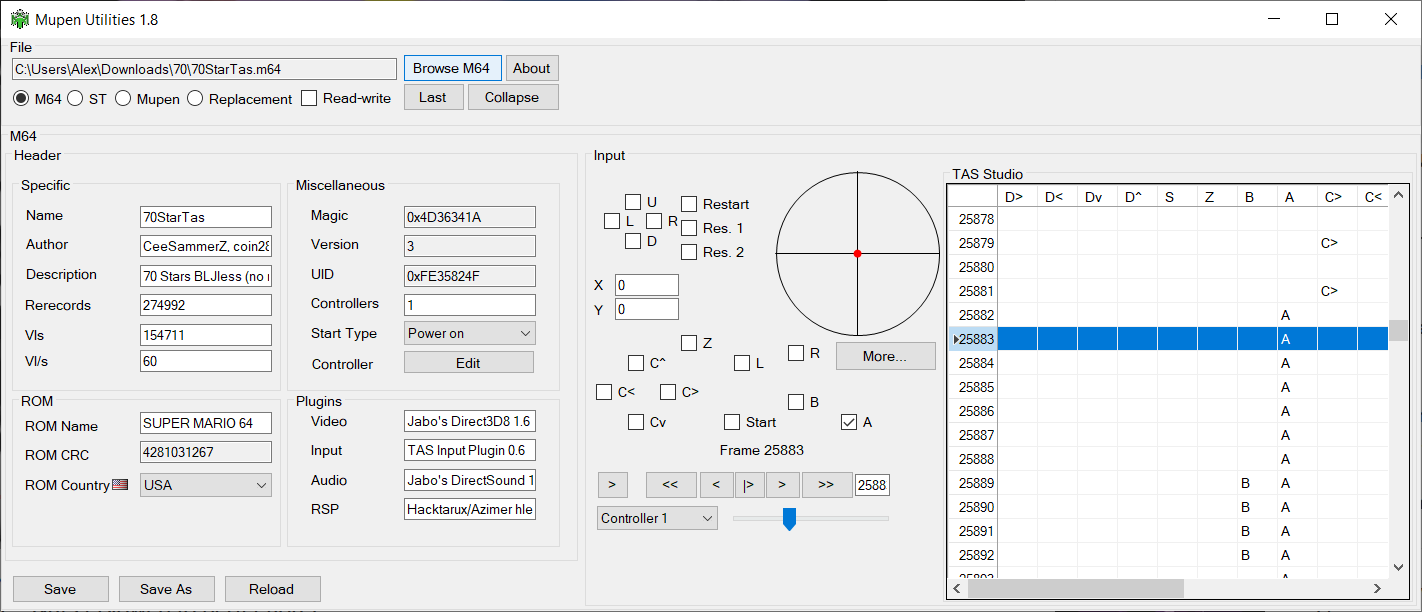 Mupen Utilities 1.8
File
C:\Users\Alex\Downloads\70\70StarTas.m64
Browse M64
About
M64
ST
Mupen
Replacement
Read-write
Last
Collapse
M64
Header
Specific
Name
70StarTas
Author
CeeSammerZ, coin28
Description
70 Stars BLJless (no
Rerecords
274992
VIs
154711
VI/s
60
Miscellaneous
Magic
0x4D36341A
Version
3
UID
0xFE35824F
Controllers
1
Start Type
Power on
Controller
Edit
ROM
ROM Name
SUPER MARIO 64
ROM CRC
4281031267
ROM Country
USA
Plugins
Video
Jabo's Direct3D8 1.6
Input
TAS Input Plugin 0.6
Audio
Jabo's DirectSound 1
RSP
Hacktarux/Azimer hle
Save
Save As
Reload
Input
U
L
R
D
Restart
Res. 1
Res. 2
X
0
Y
0
Z
C^
L
R
More...
C<
C>
B
Cv
Start
A
Frame 25883
>
<<
<
|>
>
>>
2588
Controller 1
TAS Studio
D> D< Dv D^ S Z B A C> C<
25878
25879 C>
25880
25881 C>
25882 A
25883 A
25884 A
25885 A
25886 A
25887 A
25888 A
25889 B A
25890 B A
25891 B A
25892 B A